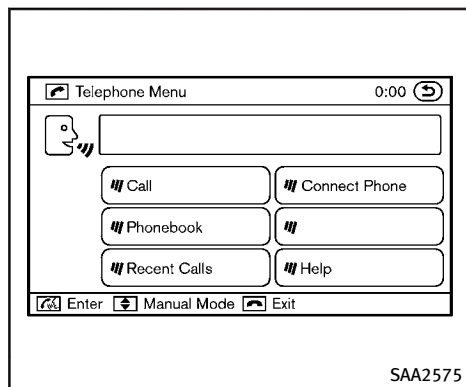 Telephone Menu 0:00
Call
Connect Phone
Phonebook
Recent Calls
Help
Enter Manual Mode Exit
SAA2575